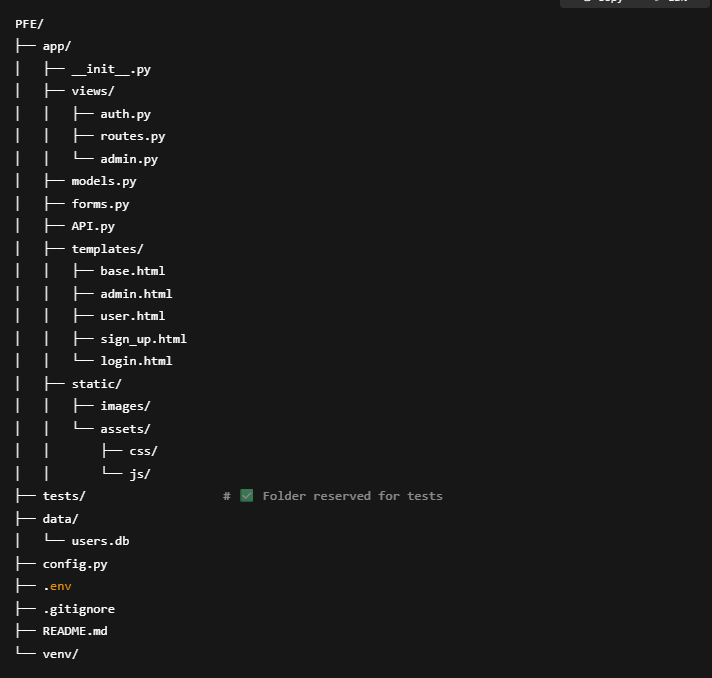 PFE/
├── app/
│   ├── __init__.py
│   ├── views/
│   │   ├── auth.py
│   │   ├── routes.py
│   │   └── admin.py
│   ├── models.py
│   ├── forms.py
│   ├── API.py
│   ├── templates/
│   │   ├── base.html
│   │   ├── admin.html
│   │   ├── user.html
│   │   ├── sign_up.html
│   │   └── login.html
│   ├── static/
│   │   ├── images/
│   │   └── assets/
│   │       ├── css/
│   │       └── js/
├── tests/                   # ✅ Folder reserved for tests
├── data/
│   └── users.db
├── config.py
├── .env
├── .gitignore
├── README.md
└── venv/